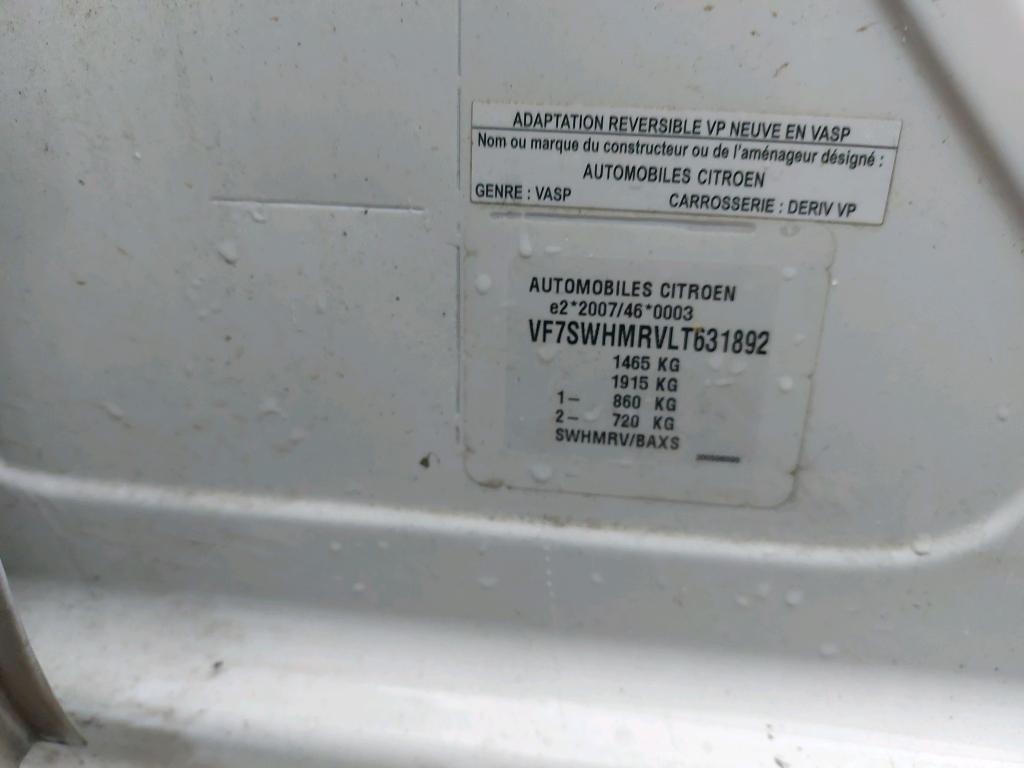 ADAPTATION REVERSIBLE VP NEUVE EN VASP
Nom ou marque du constructeur ou de l'aménageur désigné :
AUTOMOBILES CITROEN
GENRE : VASP CARROSSERIE : DERIV VP
AUTOMOBILES CITROEN
e2*2007/46*0003
VF7SWHMRVLT631892
1465 KG
1915 KG
1- 860 KG
2- 720 KG
SWHMRV/BAXS